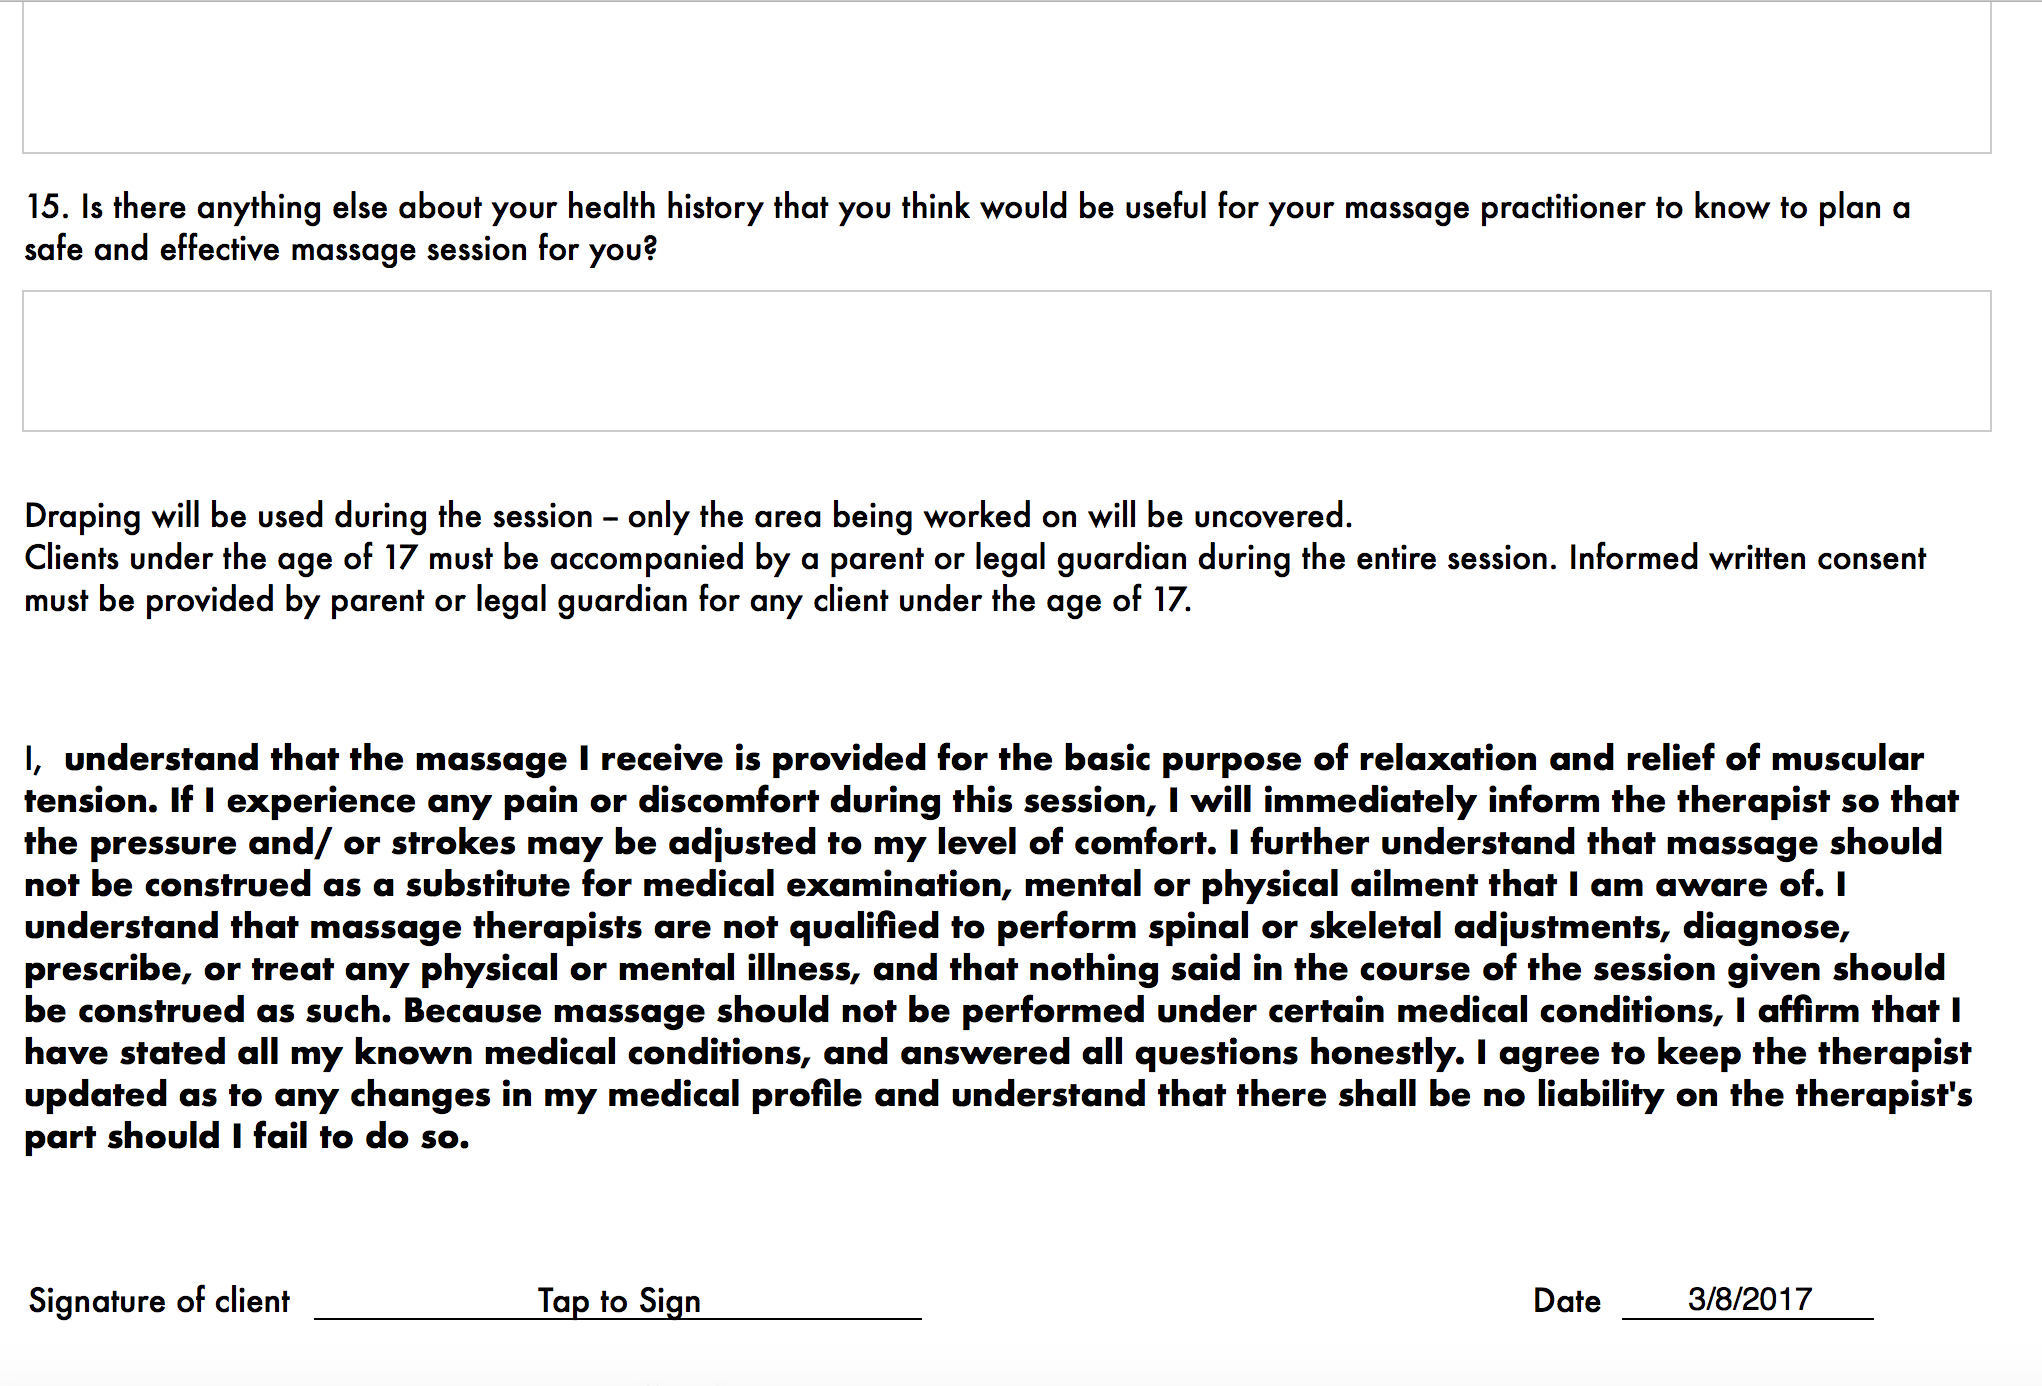 15. Is there anything else about your health history that you think would be useful for your massage practitioner to know to plan a
safe and effective massage session for you?
Draping will be used during the session – only the area being worked on will be uncovered.
Clients under the age of 17 must be accompanied by a parent or legal guardian during the entire session. Informed written consent
must be provided by parent or legal guardian for any client under the age of 17.
I, understand that the massage I receive is provided for the basic purpose of relaxation and relief of muscular
tension. If I experience any pain or discomfort during this session, I will immediately inform the therapist so that
the pressure and/ or strokes may be adjusted to my level of comfort. I further understand that massage should
not be construed as a substitute for medical examination, mental or physical ailment that I am aware of. I
understand that massage therapists are not qualified to perform spinal or skeletal adjustments, diagnose,
prescribe, or treat any physical or mental illness, and that nothing said in the course of the session given should
be construed as such. Because massage should not be performed under certain medical conditions, I affirm that I
have stated all my known medical conditions, and answered all questions honestly. I agree to keep the therapist
updated as to any changes in my medical profile and understand that there shall be no liability on the therapist's
part should I fail to do so.
Signature of client Tap to Sign Date 3/8/2017